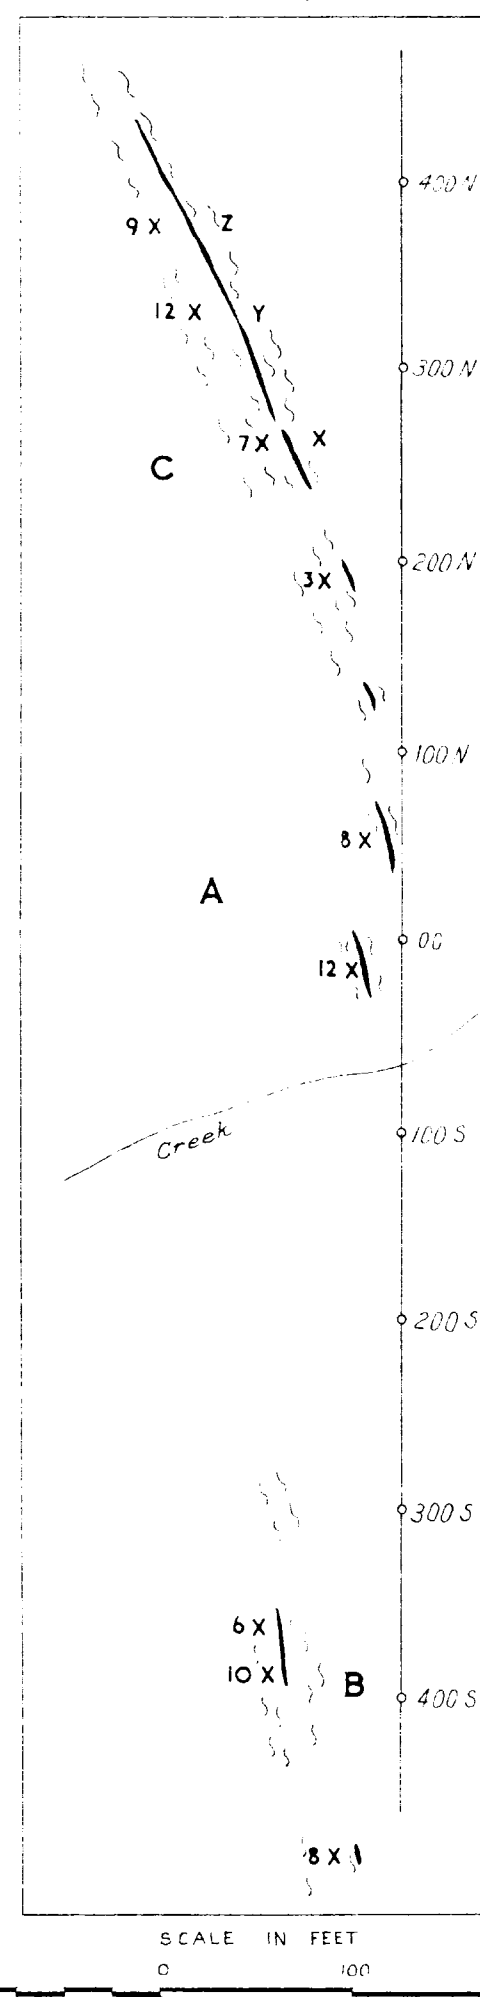 400 N
9 X Z
12 X Y
300 N
7 X X
C
200 N
3 X
100 N
8 X
A
00
12 X
Creek
100 S
200 S
300 S
6 X
10 X B
400 S
8 X
SCALE IN FEET
0 100